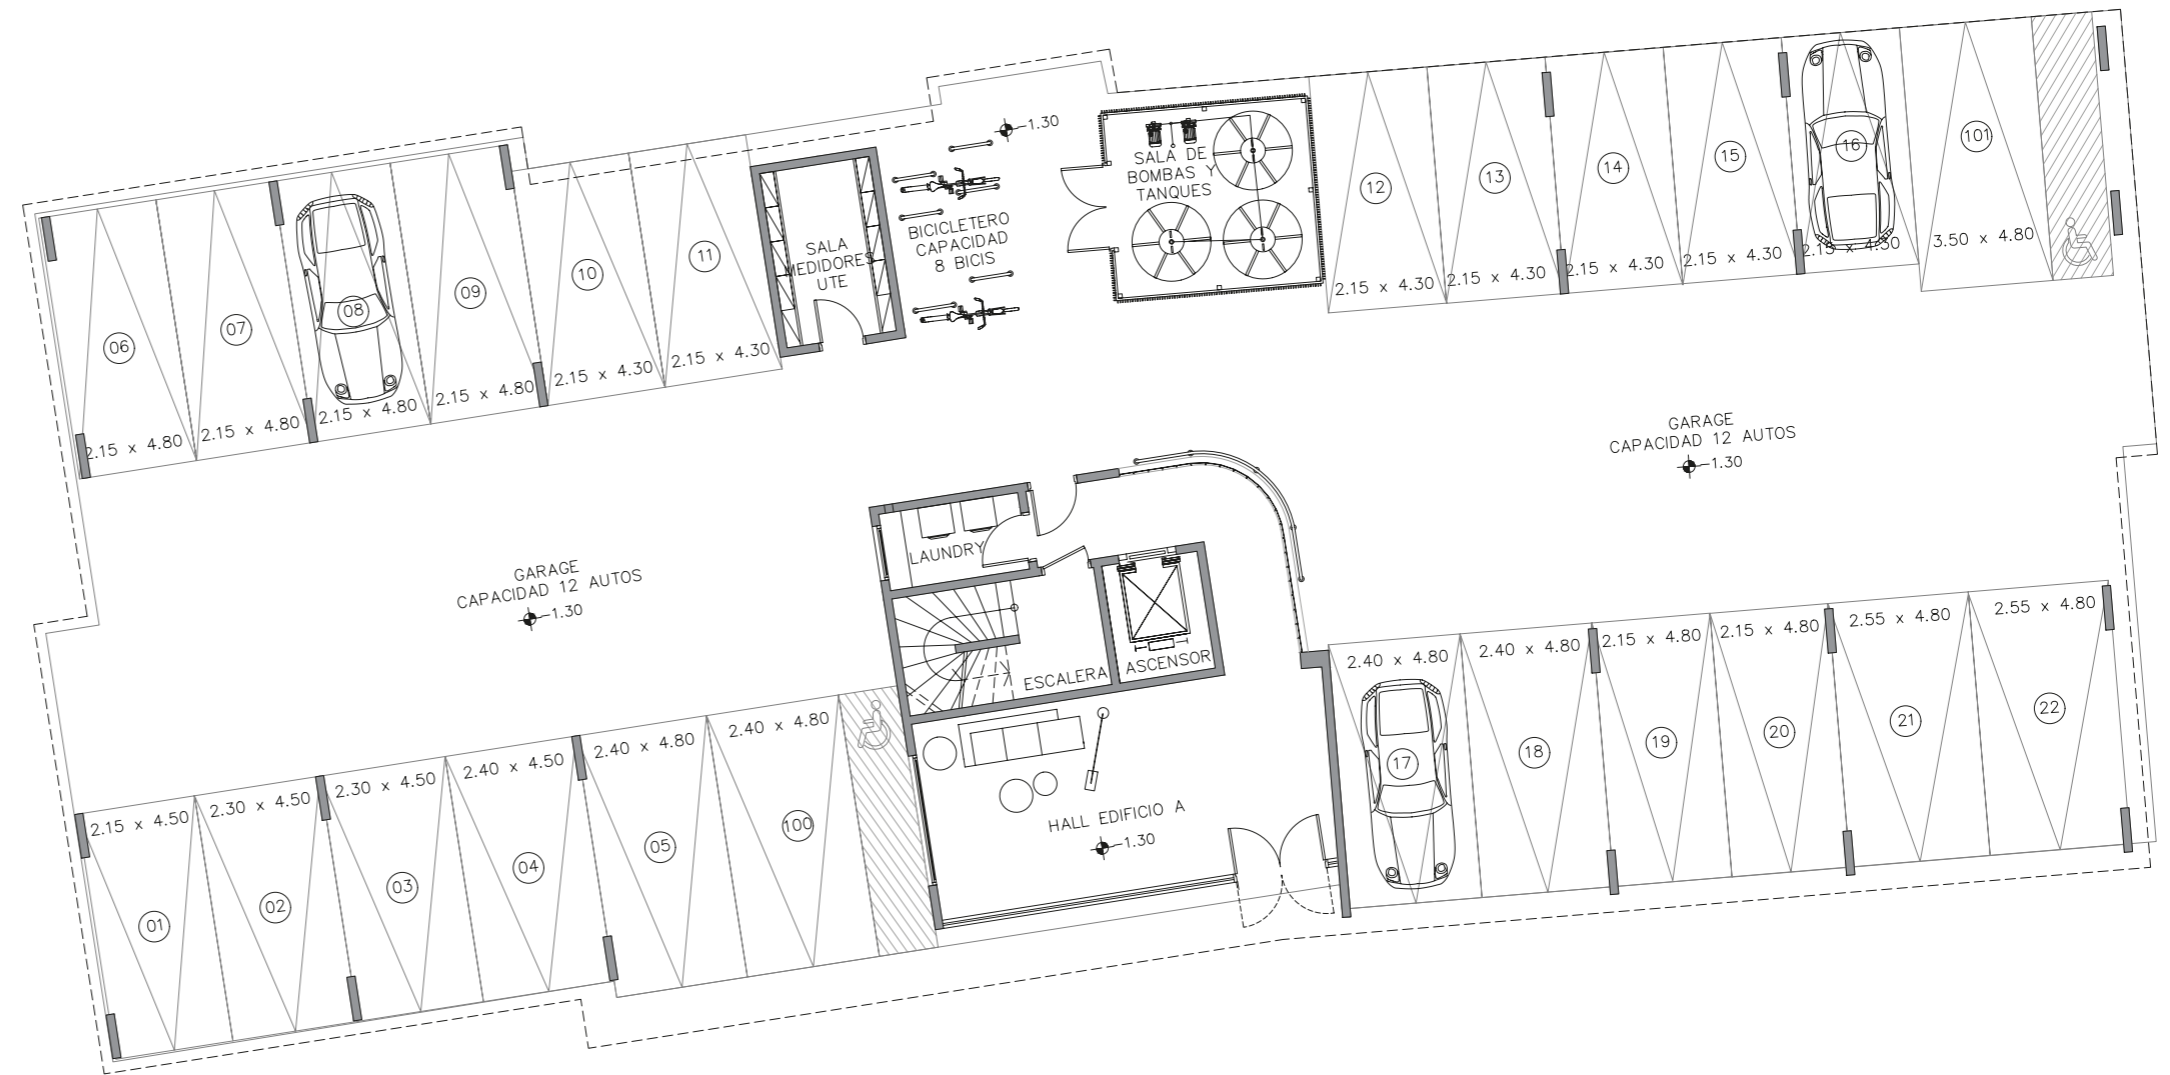 1.30
SALA DE
BOMBAS Y
TANQUES
BICICLETERO
CAPACIDAD
8 BICIS
SALA
MEDIDORES
UTE
06
07
08
09
10
11
2.15 x 4.80
2.15 x 4.80
2.15 x 4.80
2.15 x 4.80
2.15 x 4.30
2.15 x 4.30
12
13
14
15
16
101
2.15 x 4.30
2.15 x 4.30
2.15 x 4.30
2.15 x 4.30
2.15 x 4.30
3.50 x 4.80
GARAGE
CAPACIDAD 12 AUTOS
-1.30
GARAGE
CAPACIDAD 12 AUTOS
-1.30
LAUNDRY
ESCALERA
ASCENSOR
HALL EDIFICIO A
-1.30
2.15 x 4.50
2.30 x 4.50
2.30 x 4.50
2.40 x 4.50
2.40 x 4.80
2.40 x 4.80
01
02
03
04
05
100
2.40 x 4.80
2.40 x 4.80
2.15 x 4.80
2.15 x 4.80
2.55 x 4.80
2.55 x 4.80
17
18
19
20
21
22